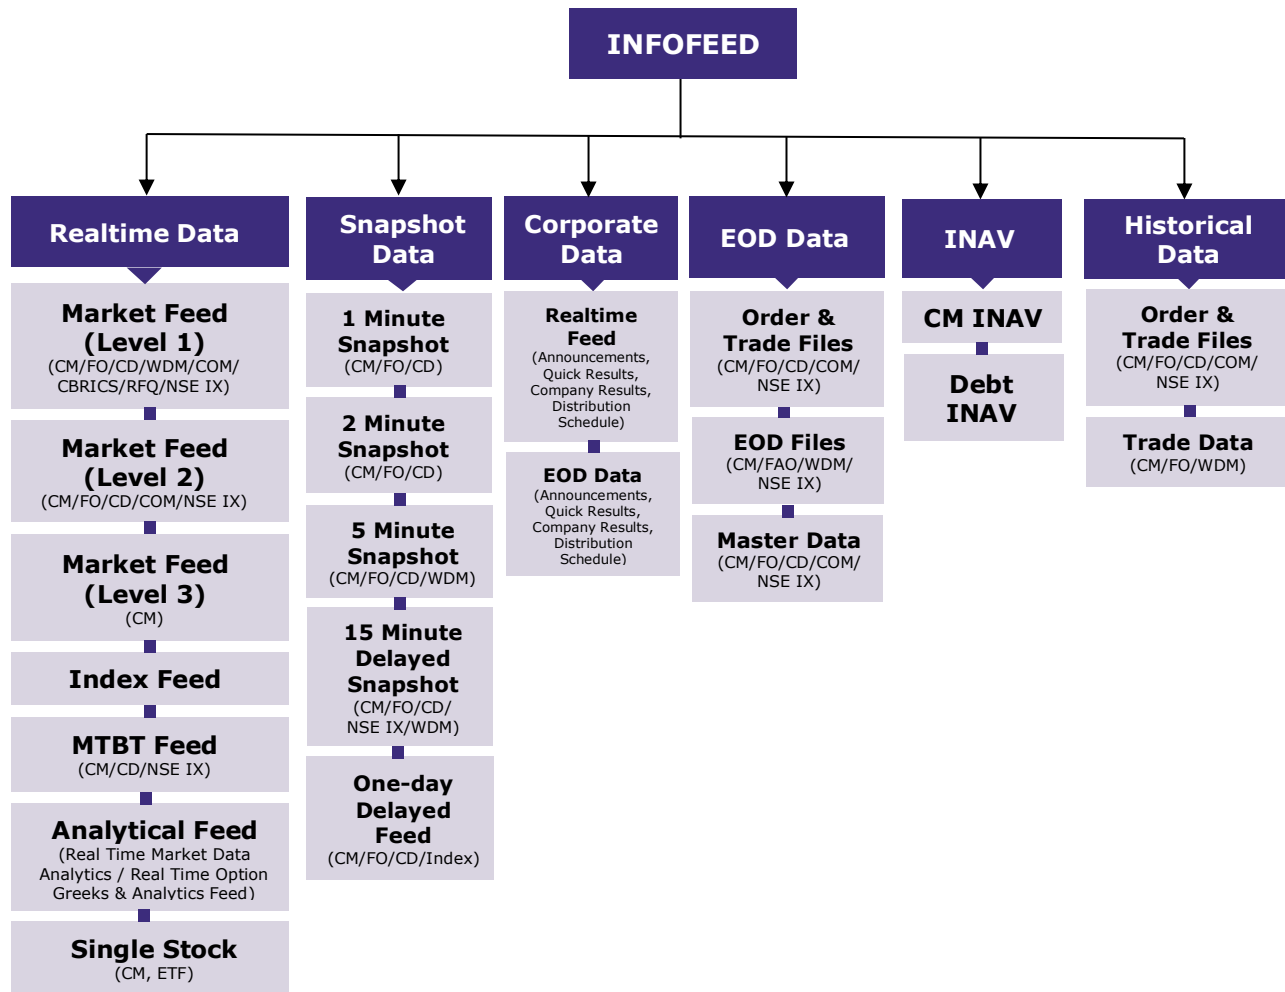 INFOFEED
Realtime Data
Market Feed
(Level 1)
(CM/FO/CD/WDM/COM/
CBRICS/RFQ/NSE IX)
Market Feed
(Level 2)
(CM/FO/CD/COM/NSE IX)
Market Feed
(Level 3)
(CM)
Index Feed
MTBT Feed
(CM/CD/NSE IX)
Analytical Feed
(Real Time Market Data
Analytics / Real Time Option
Greeks & Analytics Feed)
Single Stock
(CM, ETF)
Snapshot
Data
1 Minute
Snapshot
(CM/FO/CD)
2 Minute
Snapshot
(CM/FO/CD)
5 Minute
Snapshot
(CM/FO/CD/WDM)
15 Minute
Delayed
Snapshot
(CM/FO/CD/
NSE IX/WDM)
One-day
Delayed
Feed
(CM/FO/CD/Index)
Corporate
Data
Realtime
Feed
(Announcements,
Quick Results,
Company Results,
Distribution
Schedule)
EOD Data
(Announcements,
Quick Results,
Company Results,
Distribution
Schedule)
EOD Data
Order &
Trade Files
(CM/FO/CD/COM/
NSE IX)
EOD Files
(CM/FAO/WDM/
NSE IX)
Master Data
(CM/FO/CD/COM/
NSE IX)
INAV
CM INAV
Debt
INAV
Historical
Data
Order &
Trade Files
(CM/FO/CD/COM/
NSE IX)
Trade Data
(CM/FO/WDM)